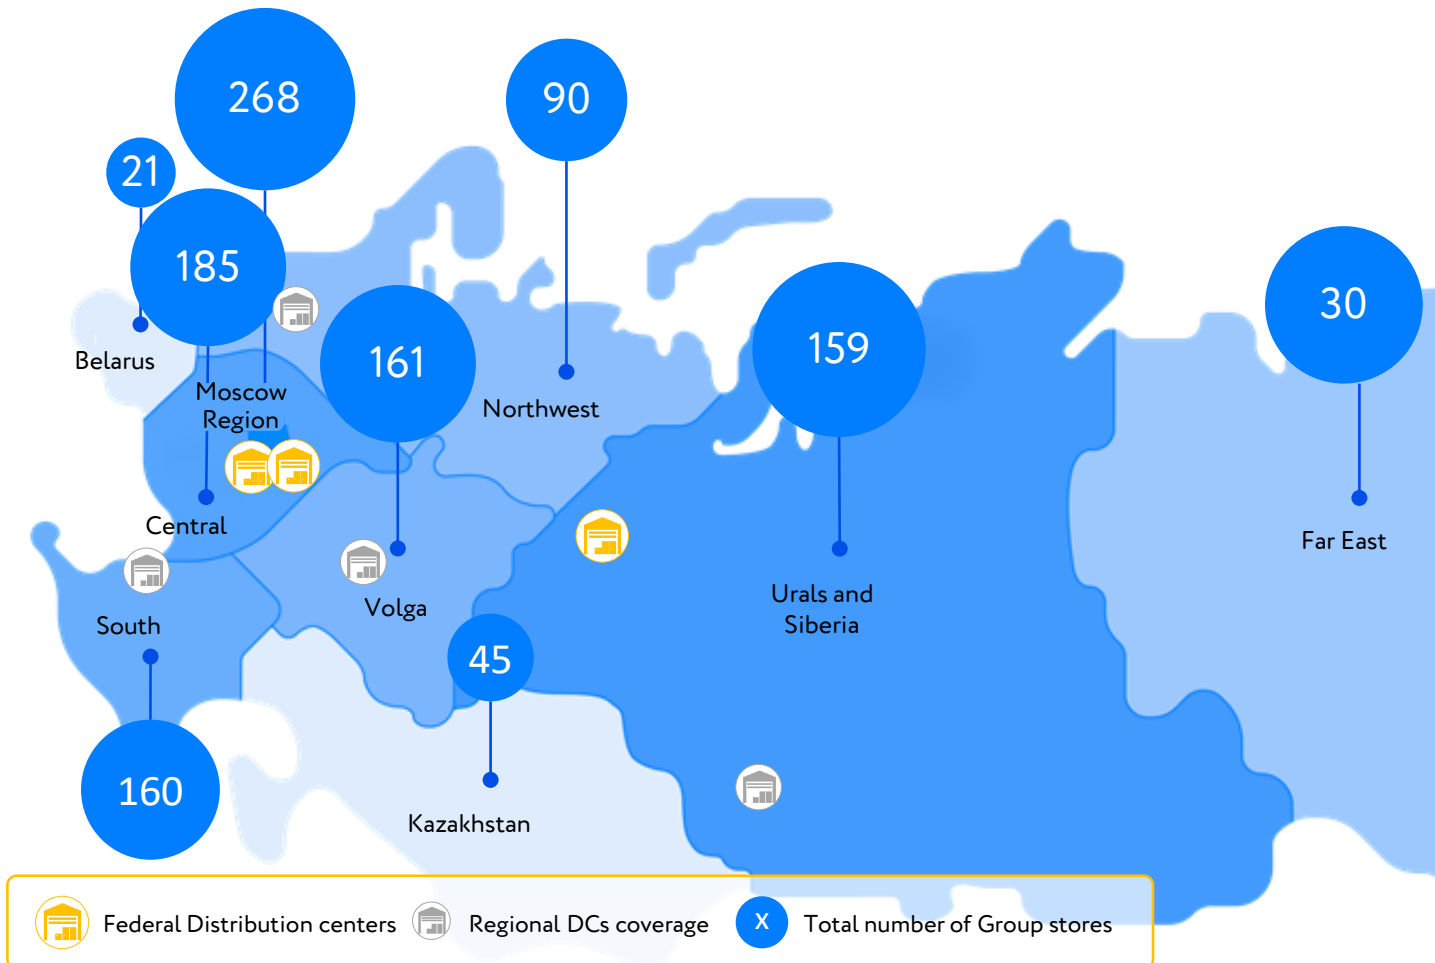 268
90
21
185
30
161
159
Belarus
Moscow
Region
Northwest
Central
Far East
Urals and
Siberia
Volga
South
45
160
Kazakhstan
Federal Distribution centers
Regional DCs coverage
X
Total number of Group stores